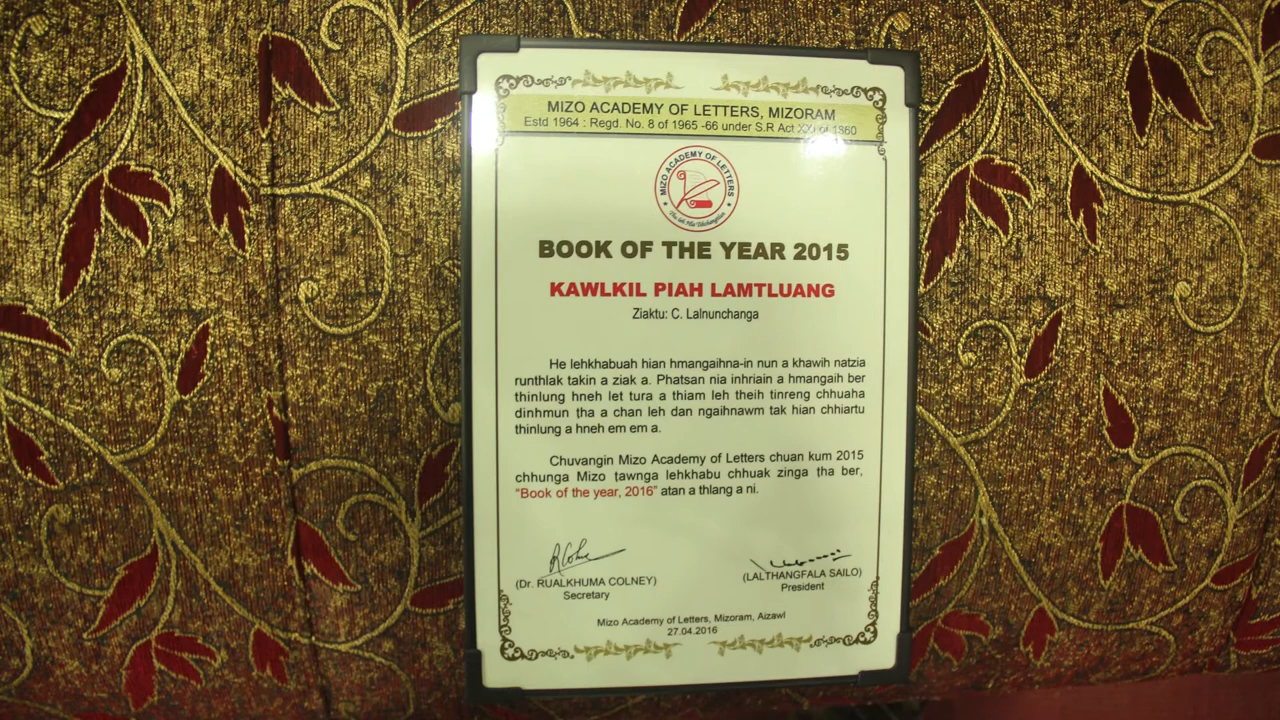 MIZO ACADEMY OF LETTERS, MIZORAM
Estd 1964 : Regd. No. 8 of 1965 -66 under S.R Act XXI of 1860
MIZO ACADEMY OF LETTERS
BOOK OF THE YEAR 2015
KAWLKIL PIAH LAMTLUANG
Ziaktu: C. Lalnunchanga
He lehkhabuah hian hmangaihna-in nun a khawih natzia
runthlak takin a ziak a. Phatsan nia inhriain a hmangaih ber
thinlung hneh let tura a thiam leh theih tinreng chhuaha
dinhmun ṭha a chan leh dan ngaihnawm tak hian chhiartu
thinlung a hneh em em a.
Chuvangin Mizo Academy of Letters chuan kum 2015
chhunga Mizo ṭawnga lehkhabu chhuak zinga ṭha ber,
“Book of the year, 2016” atan a thlang a ni.
(Dr. RUALKHUMA COLNEY)
Secretary
(LALTHANGFALA SAILO)
President
Mizo Academy of Letters, Mizoram, Aizawl
27.04.2016